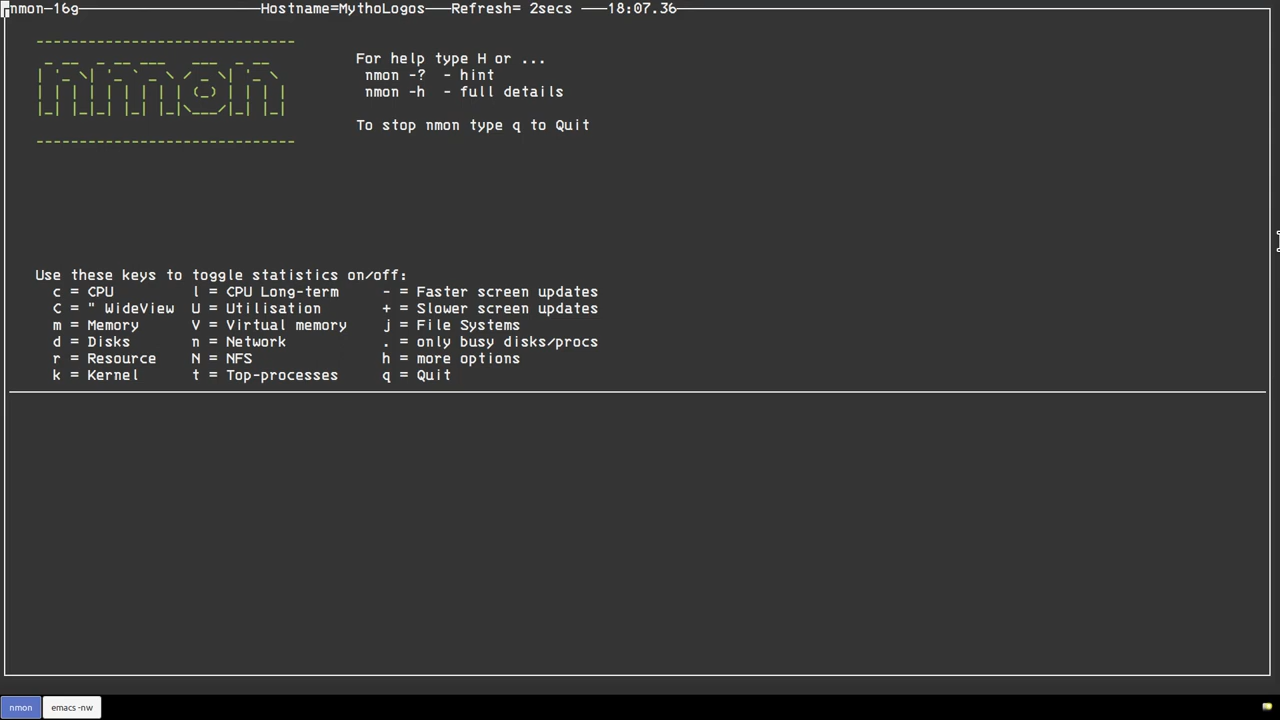 nmon-16g Hostname=MythoLogos Refresh= 2secs 18:07.36
For help type H or ...
nmon -? - hint
nmon -h - full details
To stop nmon type q to Quit
nmon
Use these keys to toggle statistics on/off:
c = CPU l = CPU Long-term - = Faster screen updates
C = " WideView U = Utilisation + = Slower screen updates
m = Memory V = Virtual memory j = File Systems
d = Disks n = Network . = only busy disks/procs
r = Resource N = NFS h = more options
k = Kernel t = Top-processes q = Quit
nmon emacs -nw